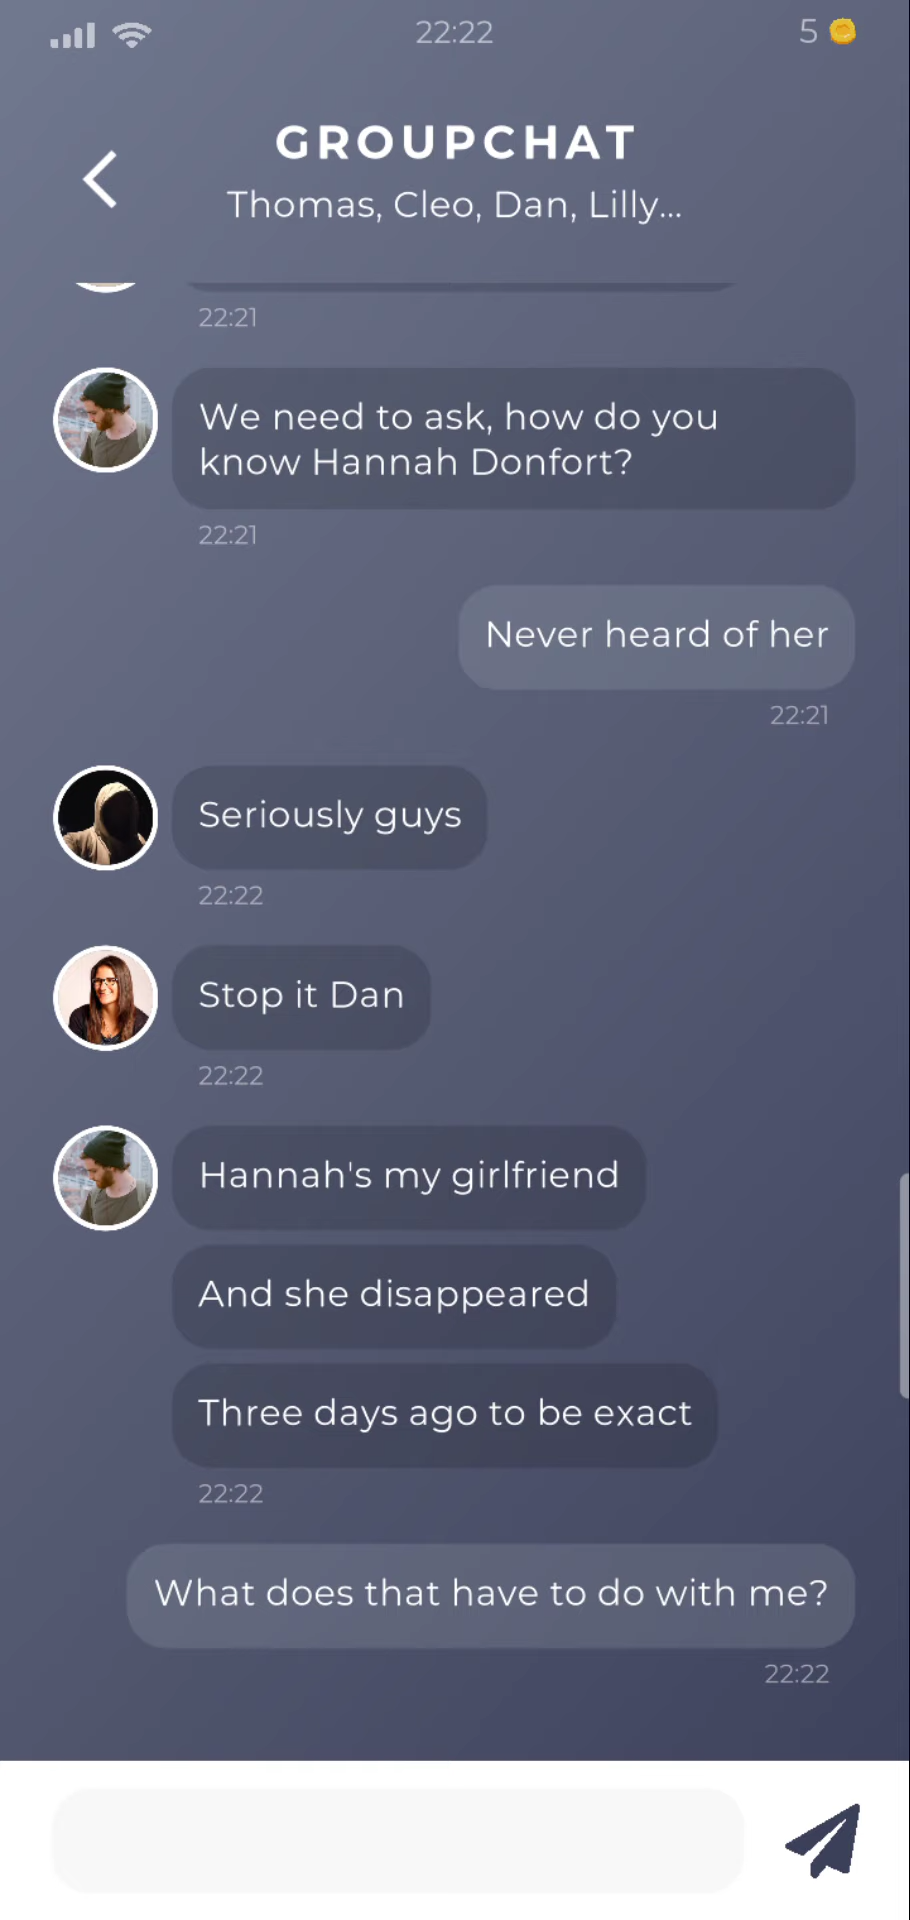 22:22
5
GROUPCHAT
Thomas, Cleo, Dan, Lilly...
22:21
We need to ask, how do you
know Hannah Donfort?
22:21
Never heard of her
22:21
Seriously guys
22:22
Stop it Dan
22:22
Hannah's my girlfriend
And she disappeared
Three days ago to be exact
22:22
What does that have to do with me?
22:22